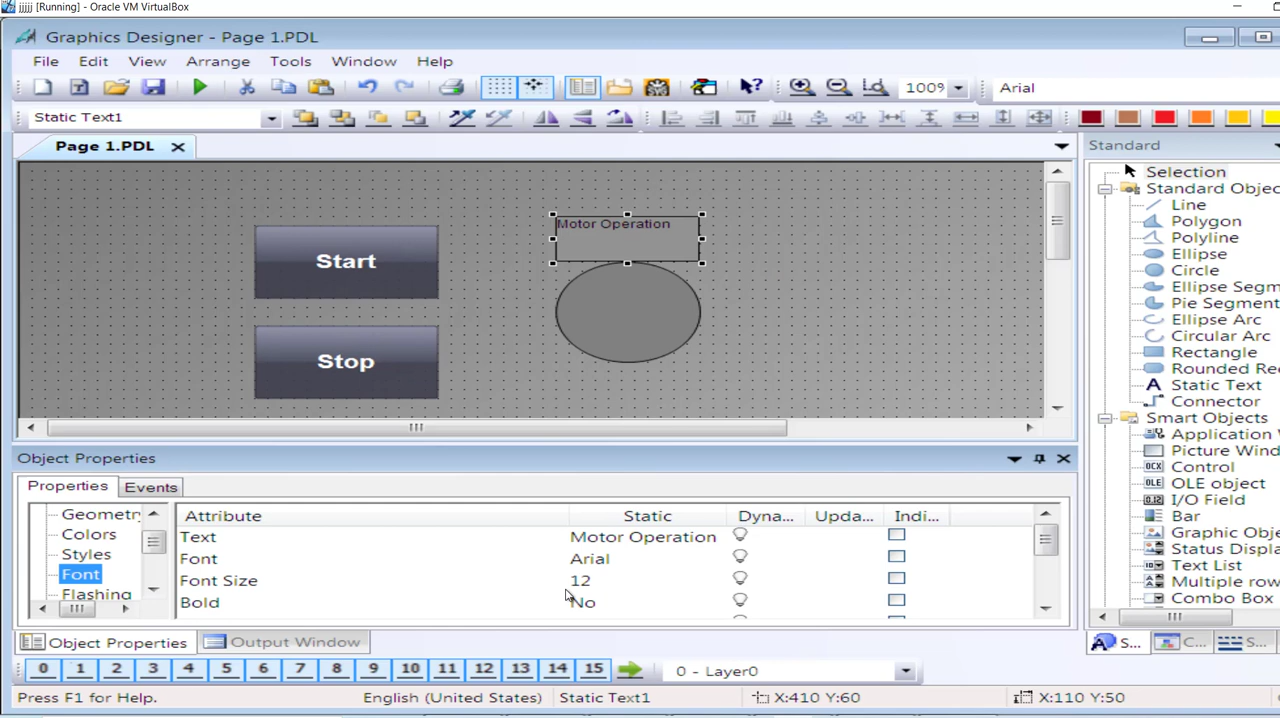 jjjjj [Running] - Oracle VM VirtualBox
Graphics Designer - Page 1.PDL
File Edit View Arrange Tools Window Help
100% Arial
Static Text1
Page 1.PDL
Standard
Selection
Standard Objec
Line
Polygon
Polyline
Ellipse
Circle
Ellipse Segm
Pie Segment
Ellipse Arc
Circular Arc
Rectangle
Rounded Rec
Static Text
Connector
Smart Objects
Application W
Picture Wind
Control
OLE object
I/O Field
Bar
Graphic Obje
Status Displa
Text List
Multiple row
Combo Box
Motor Operation
Start
Stop
Object Properties
Properties Events
Geometry
Colors
Styles
Font
Flashing
Attribute Static Dyna... Upda... Indi...
Text Motor Operation
Font Arial
Font Size 12
Bold No
Object Properties Output Window
S... C... S...
0 1 2 3 4 5 6 7 8 9 10 11 12 13 14 15 0 - Layer0
Press F1 for Help. English (United States) Static Text1 X:410 Y:60 X:110 Y:50